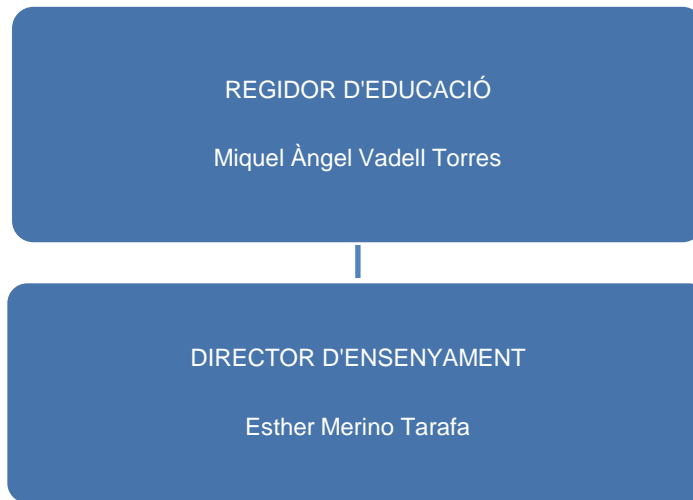 REGIDOR D'EDUCACIÓ
Miquel Àngel Vadell Torres
DIRECTOR D'ENSENYAMENT
Esther Merino Tarafa